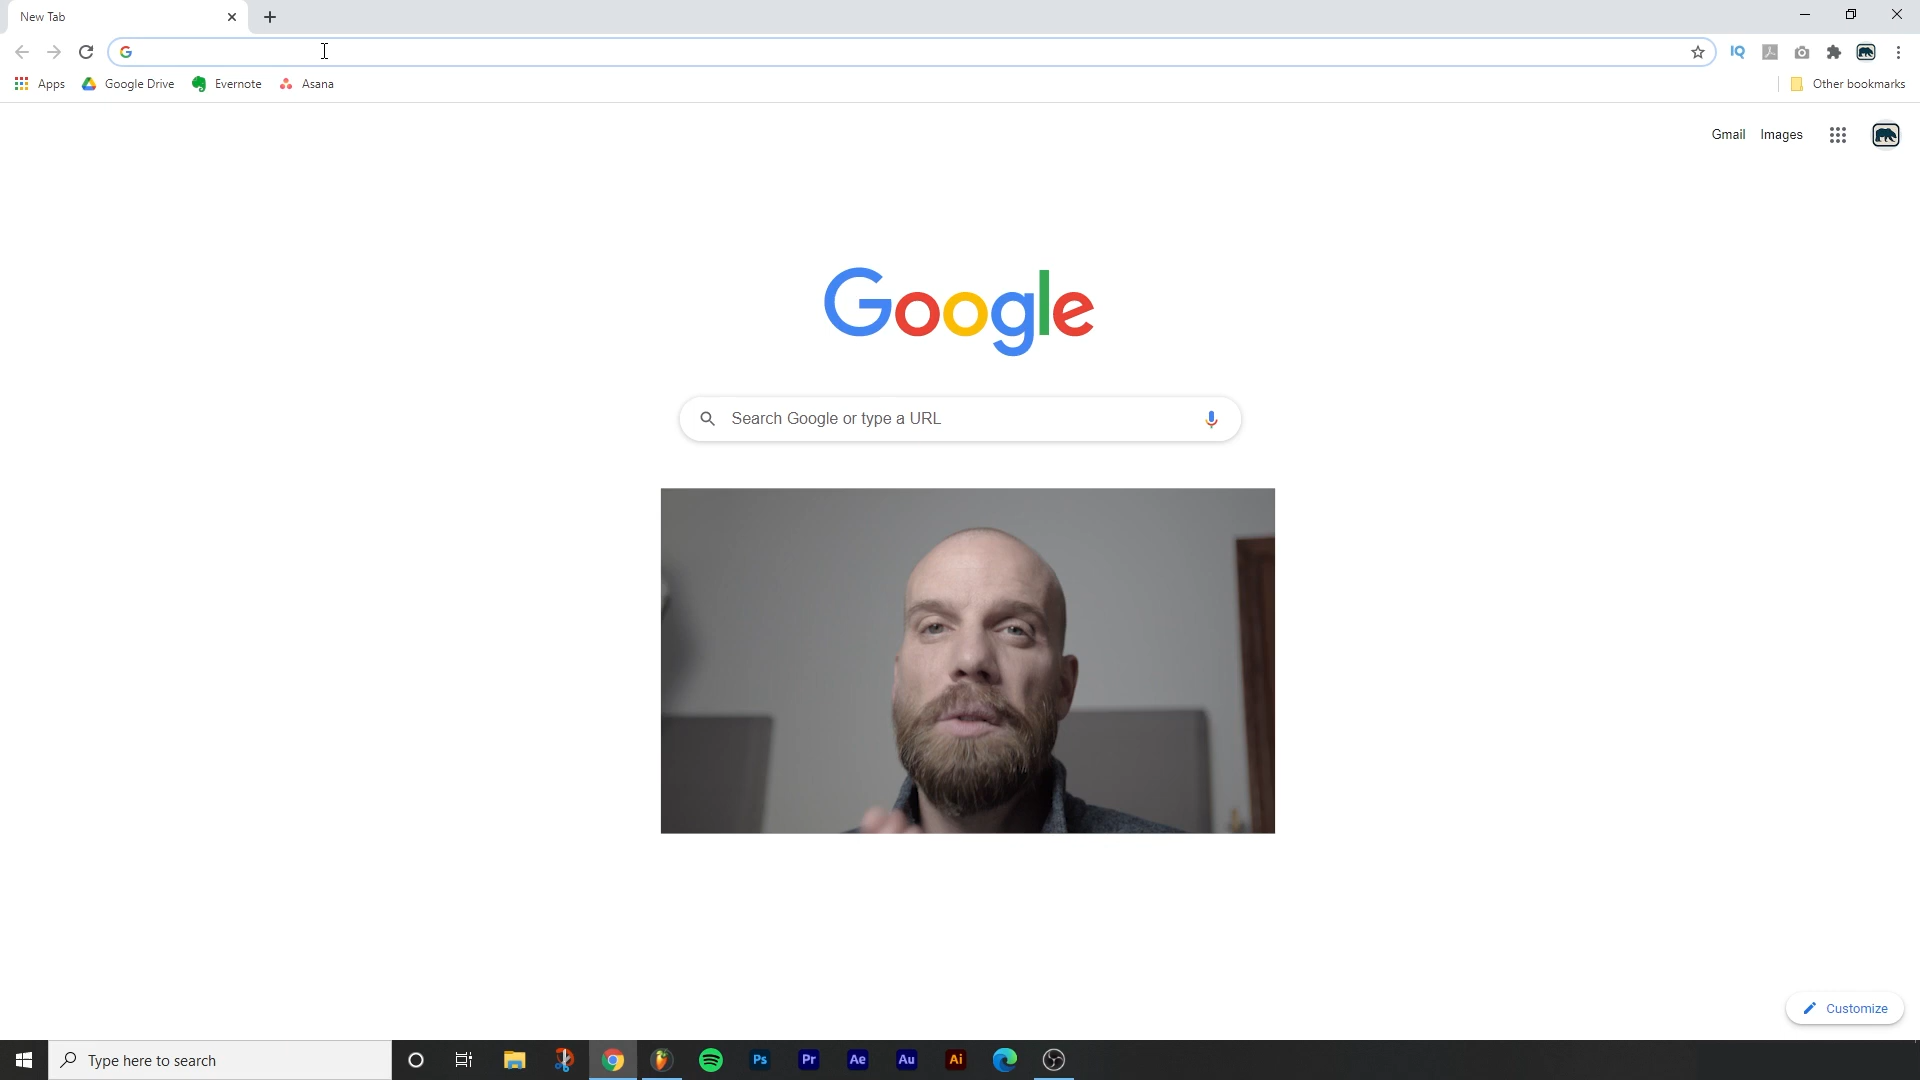 New Tab
IQ
Apps
Google Drive
Evernote
Asana
Other bookmarks
Gmail
Images
Google
Search Google or type a URL
Customize
Type here to search
Ps
Pr
Ae
Au
Ai